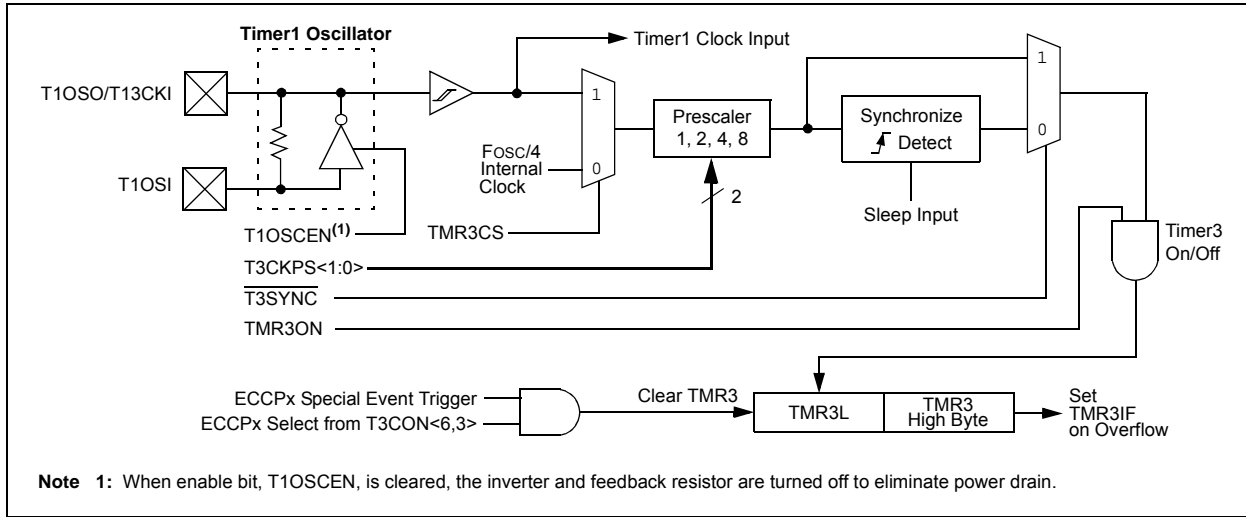 Timer1 Oscillator
Timer1 Clock Input
T1OSO/T13CKI
T1OSI
1
0
FOSC/4
Internal
Clock
Prescaler
1, 2, 4, 8
2
Synchronize
Detect
Sleep Input
1
0
T1OSCEN(1)
TMR3CS
T3CKPS<1:0>
T3SYNC
TMR3ON
Timer3
On/Off
ECCPx Special Event Trigger
ECCPx Select from T3CON<6,3>
Clear TMR3
TMR3L
TMR3
High Byte
Set
TMR3IF
on Overflow
Note 1: When enable bit, T1OSCEN, is cleared, the inverter and feedback resistor are turned off to eliminate power drain.